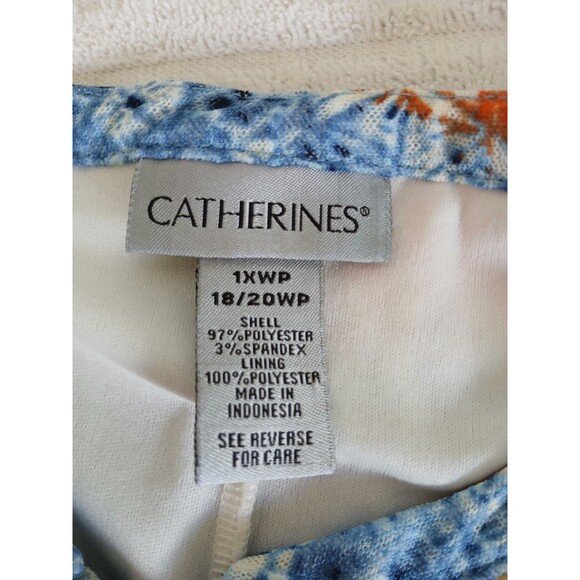 CATHERINES®
1XWP
18/20WP
SHELL
97%POLYESTER
3%SPANDEX
LINING
100%POLYESTER
MADE IN
INDONESIA
SEE REVERSE
FOR CARE